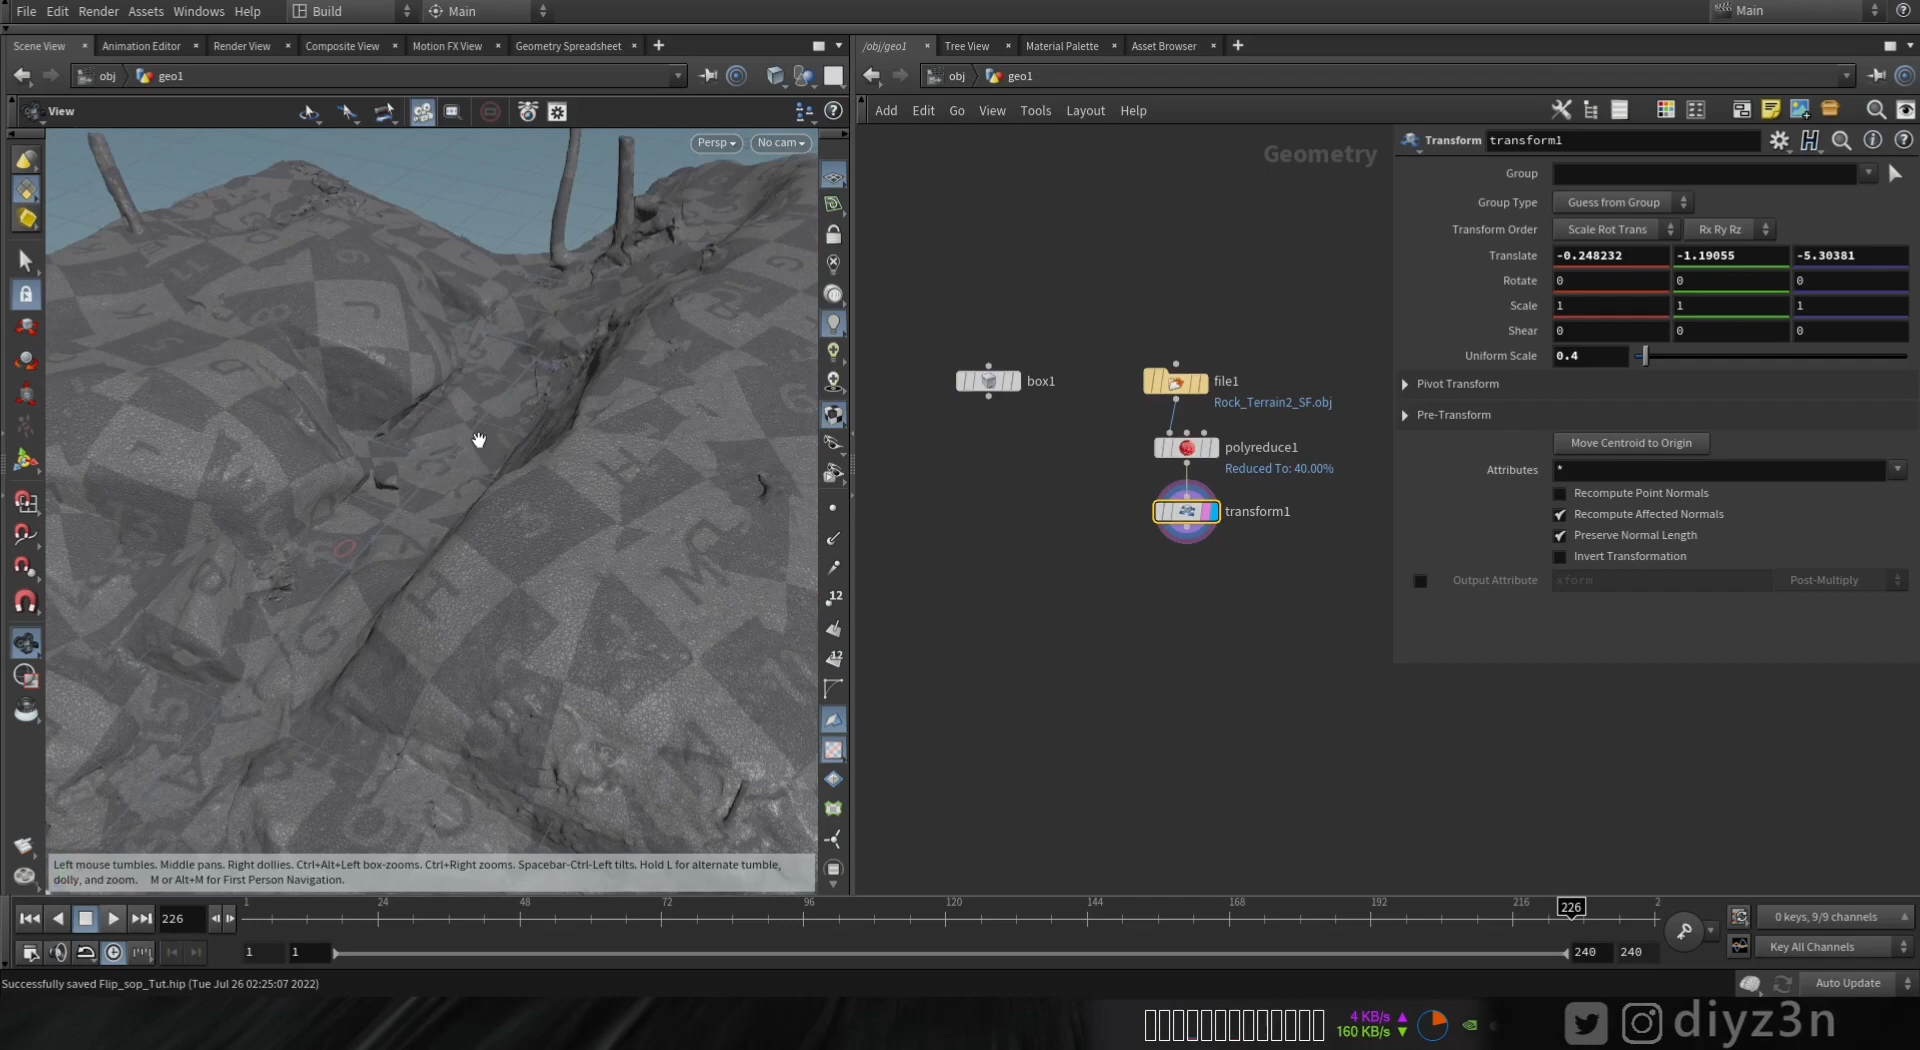 File Edit Render Assets Windows Help Build Main Main
Scene View Animation Editor Render View Composite View Motion FX View Geometry Spreadsheet /obj/geo1 Tree View Material Palette Asset Browser
obj geo1 obj geo1
View
Add Edit Go View Tools Layout Help
Persp No cam
Geometry
Transform transform1
Group
Group Type Guess from Group
Transform Order Scale Rot Trans Rx Ry Rz
Translate -0.248232 -1.19055 -5.30381
Rotate 0 0 0
Scale 1 1 1
Shear 0 0 0
Uniform Scale 0.4
Pivot Transform
Pre-Transform
Move Centroid to Origin
Attributes *
Recompute Point Normals
Recompute Affected Normals
Preserve Normal Length
Invert Transformation
Output Attribute xform Post-Multiply
box1
file1
Rock_Terrain2_SF.obj
polyreduce1
Reduced To: 40.00%
transform1
12
12
Left mouse tumbles. Middle pans. Right dollies. Ctrl+Alt+Left box-zooms. Ctrl+Right zooms. Spacebar-Ctrl-Left tilts. Hold L for alternate tumble,
dolly, and zoom. M or Alt+M for First Person Navigation.
226 1 24 48 72 96 120 144 168 192 216 226 2
0 keys, 9/9 channels
1 1 240 240 Key All Channels
Successfully saved Flip_sop_Tut.hip (Tue Jul 26 02:25:07 2022) Auto Update
4 KB/s
160 KB/s
diyz3n